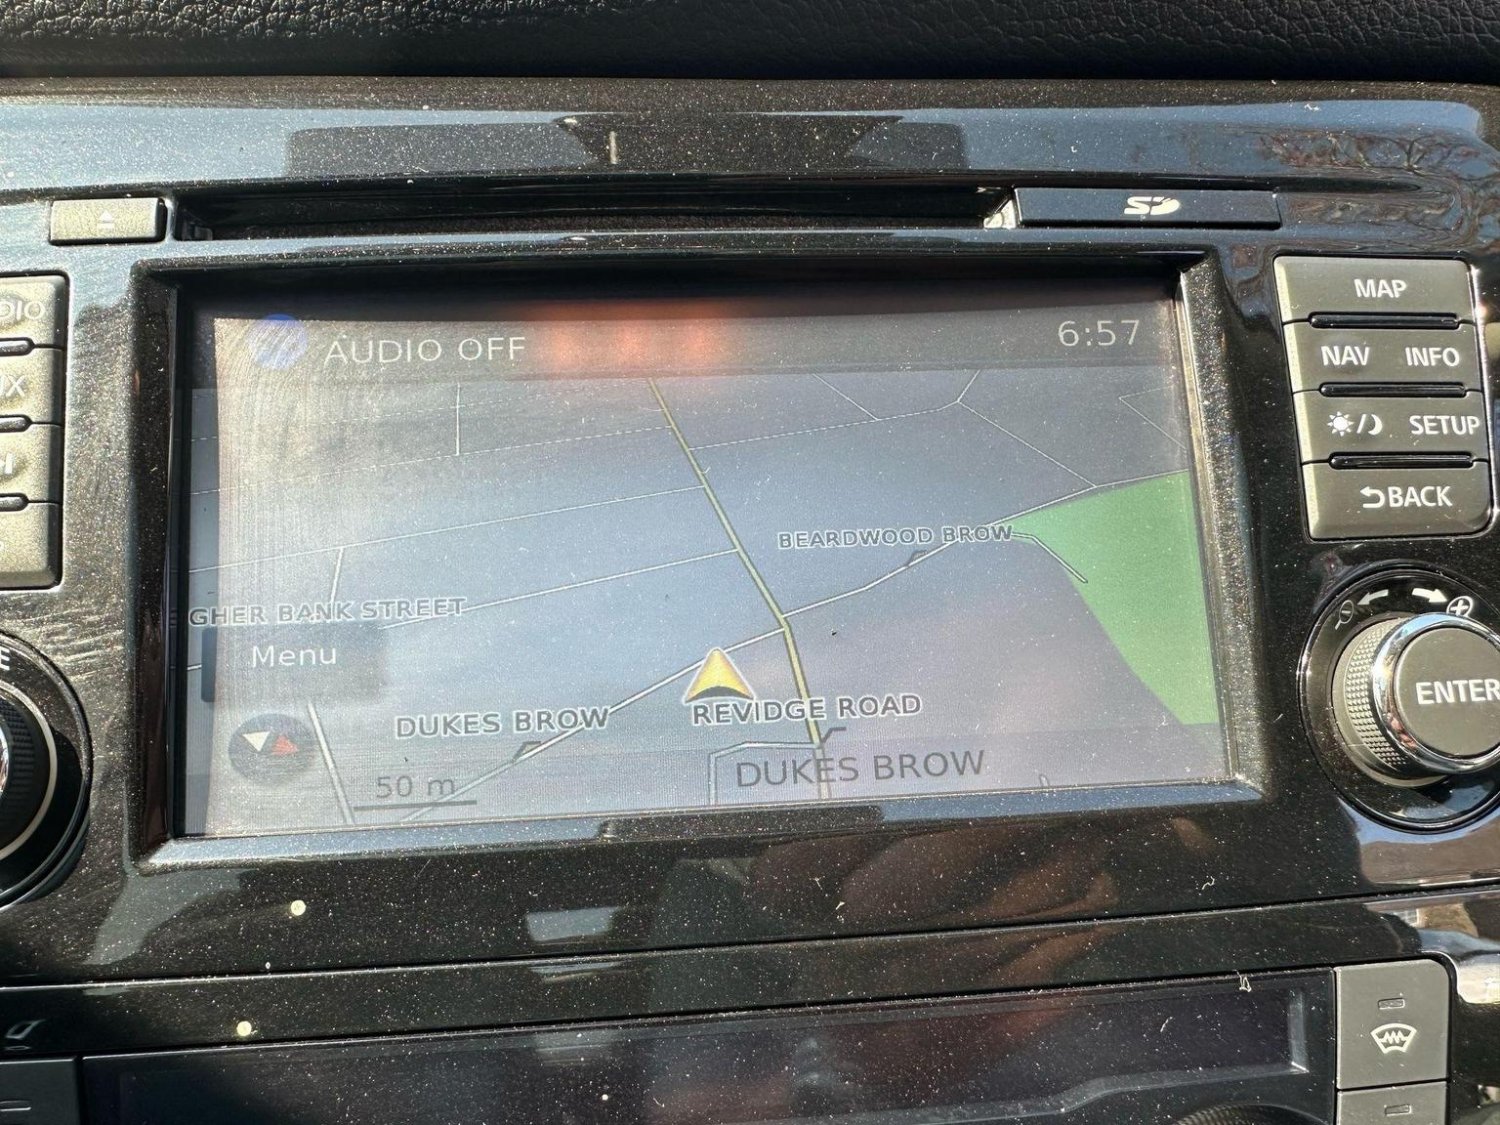 SD
AUDIO OFF
6:57
MAP
NAV INFO
SETUP
BACK
BEARDWOOD BROW
GHER BANK STREET
Menu
ENTER
DUKES BROW
REVIDGE ROAD
DUKES BROW
50 m